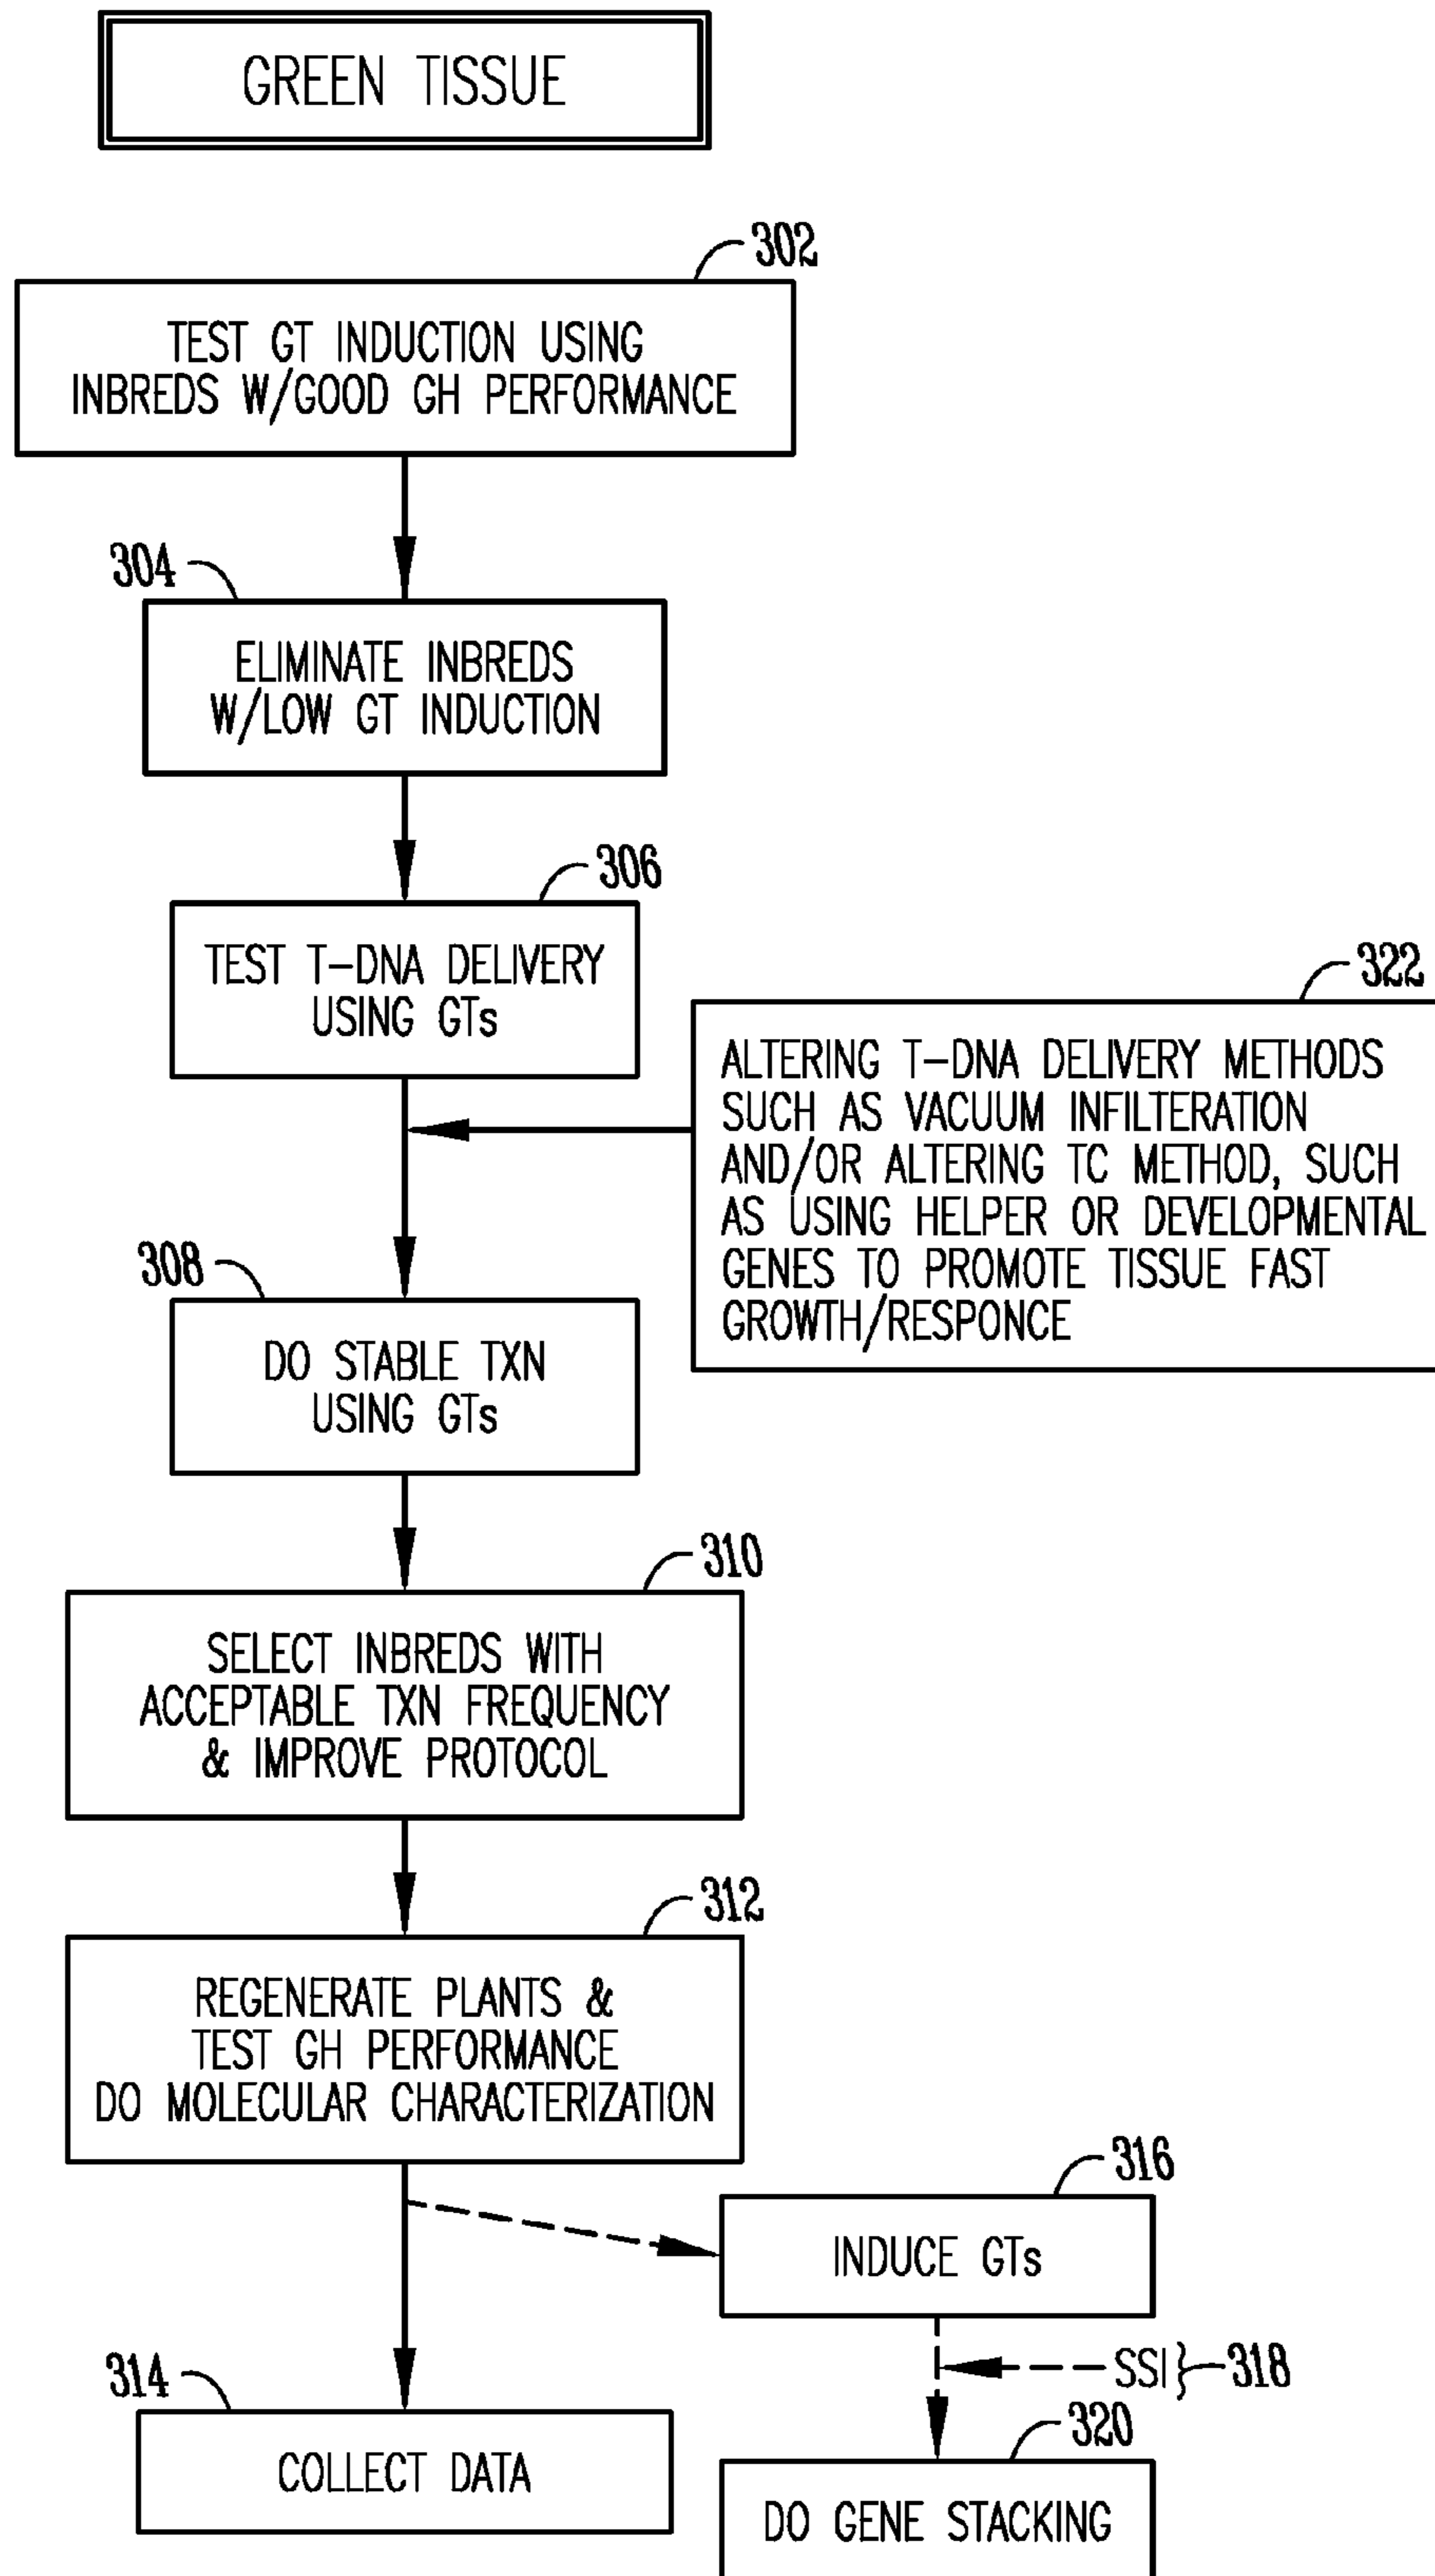 GREEN TISSUE
302
TEST GT INDUCTION USING
INBREDS W/GOOD GH PERFORMANCE
304
ELIMINATE INBREDS
W/LOW GT INDUCTION
306
TEST T-DNA DELIVERY
USING GTs
322
ALTERING T-DNA DELIVERY METHODS
SUCH AS VACUUM INFILTERATION
AND/OR ALTERING TC METHOD, SUCH
AS USING HELPER OR DEVELOPMENTAL
GENES TO PROMOTE TISSUE FAST
GROWTH/RESPONCE
308
DO STABLE TXN
USING GTs
310
SELECT INBREDS WITH
ACCEPTABLE TXN FREQUENCY
& IMPROVE PROTOCOL
312
REGENERATE PLANTS &
TEST GH PERFORMANCE
DO MOLECULAR CHARACTERIZATION
316
INDUCE GTs
SSI 318
314
COLLECT DATA
320
DO GENE STACKING